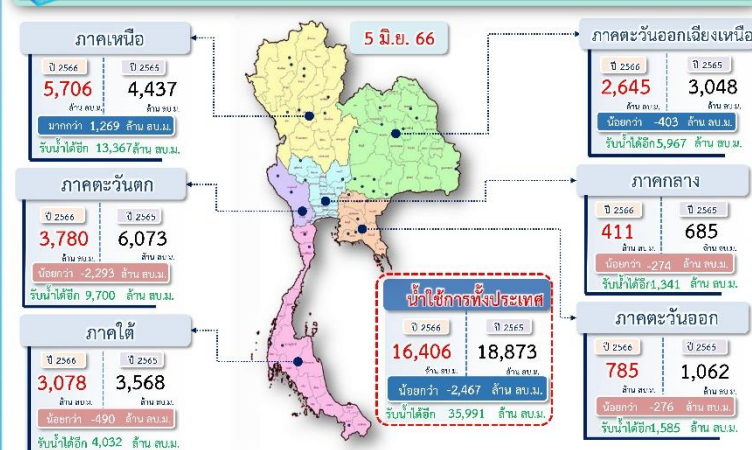 5 มิ.ย. 66
ภาคเหนือ
ปี 2566 ปี 2565
5,706 4,437
ล้าน ลบ.ม. ล้าน ลบ.ม.
มากกว่า 1,269 ล้าน ลบ.ม.
รับน้ำได้อีก 13,367ล้าน ลบ.ม.
ภาคตะวันออกเฉียงเหนือ
ปี 2566 ปี 2565
2,645 3,048
ล้าน ลบ.ม. ล้าน ลบ.ม.
น้อยกว่า -403 ล้าน ลบ.ม.
รับน้ำได้อีก5,967 ล้าน ลบ.ม.
ภาคตะวันตก
ปี 2566 ปี 2565
3,780 6,073
ล้าน ลบ.ม. ล้าน ลบ.ม.
น้อยกว่า -2,293 ล้าน ลบ.ม.
รับน้ำได้อีก 9,700 ล้าน ลบ.ม.
ภาคกลาง
ปี 2566 ปี 2565
411 685
ล้าน ลบ.ม. ล้าน ลบ.ม.
น้อยกว่า -274 ล้าน ลบ.ม.
รับน้ำได้อีก1,341 ล้าน ลบ.ม.
ภาคใต้
ปี 2566 ปี 2565
3,078 3,568
ล้าน ลบ.ม. ล้าน ลบ.ม.
น้อยกว่า -490 ล้าน ลบ.ม.
รับน้ำได้อีก 4,032 ล้าน ลบ.ม.
น้ำใช้การทั้งประเทศ
ปี 2566 ปี 2565
16,406 18,873
ล้าน ลบ.ม. ล้าน ลบ.ม.
น้อยกว่า -2,467 ล้าน ลบ.ม.
รับน้ำได้อีก 35,991 ล้าน ลบ.ม.
ภาคตะวันออก
ปี 2566 ปี 2565
785 1,062
ล้าน ลบ.ม. ล้าน ลบ.ม.
น้อยกว่า -276 ล้าน ลบ.ม.
รับน้ำได้อีก1,585 ล้าน ลบ.ม.